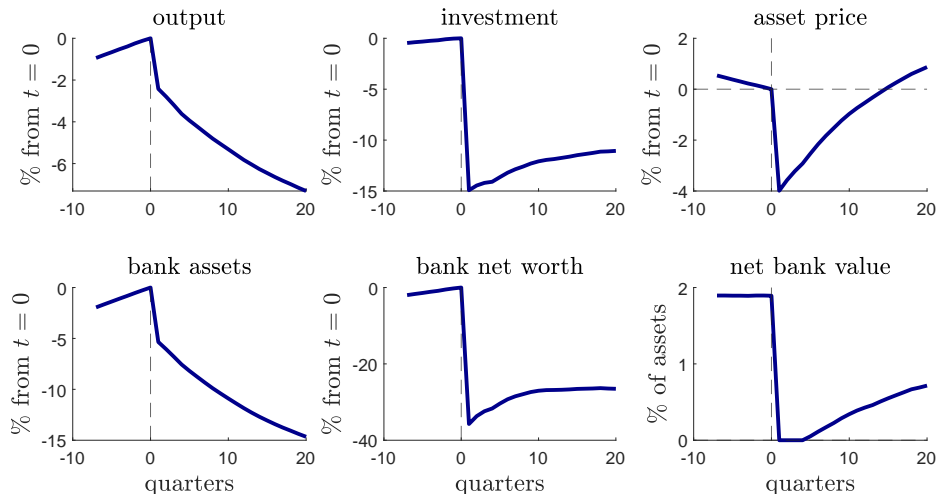 output
% from t = 0
0
-2
-4
-6
-10 0 10 20
investment
% from t = 0
0
-5
-10
-15
-10 0 10 20
asset price
% from t = 0
2
0
-2
-4
-10 0 10 20
bank assets
% from t = 0
0
-5
-10
-15
-10 0 10 20
quarters
bank net worth
% from t = 0
0
-20
-40
-10 0 10 20
quarters
net bank value
% of assets
2
1
0
-10 0 10 20
quarters